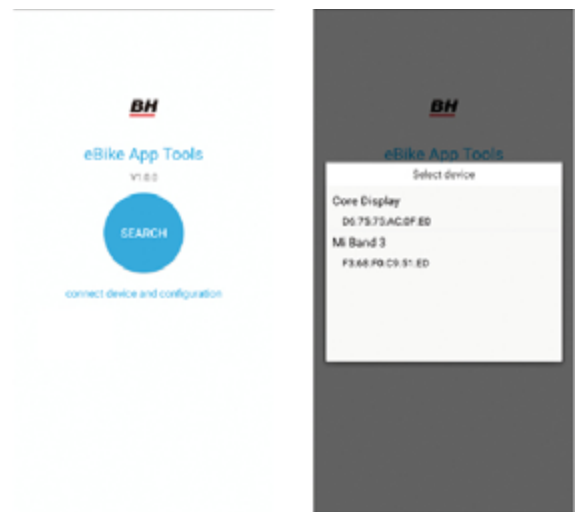 BH
eBike App Tools
V1.0.0
SEARCH
connect device and configuration
BH
eBike App Tools
Select device
Core Display
D6:75:75:AC:0F:E0
Mi Band 3
F3:68:F0:C9:51:ED